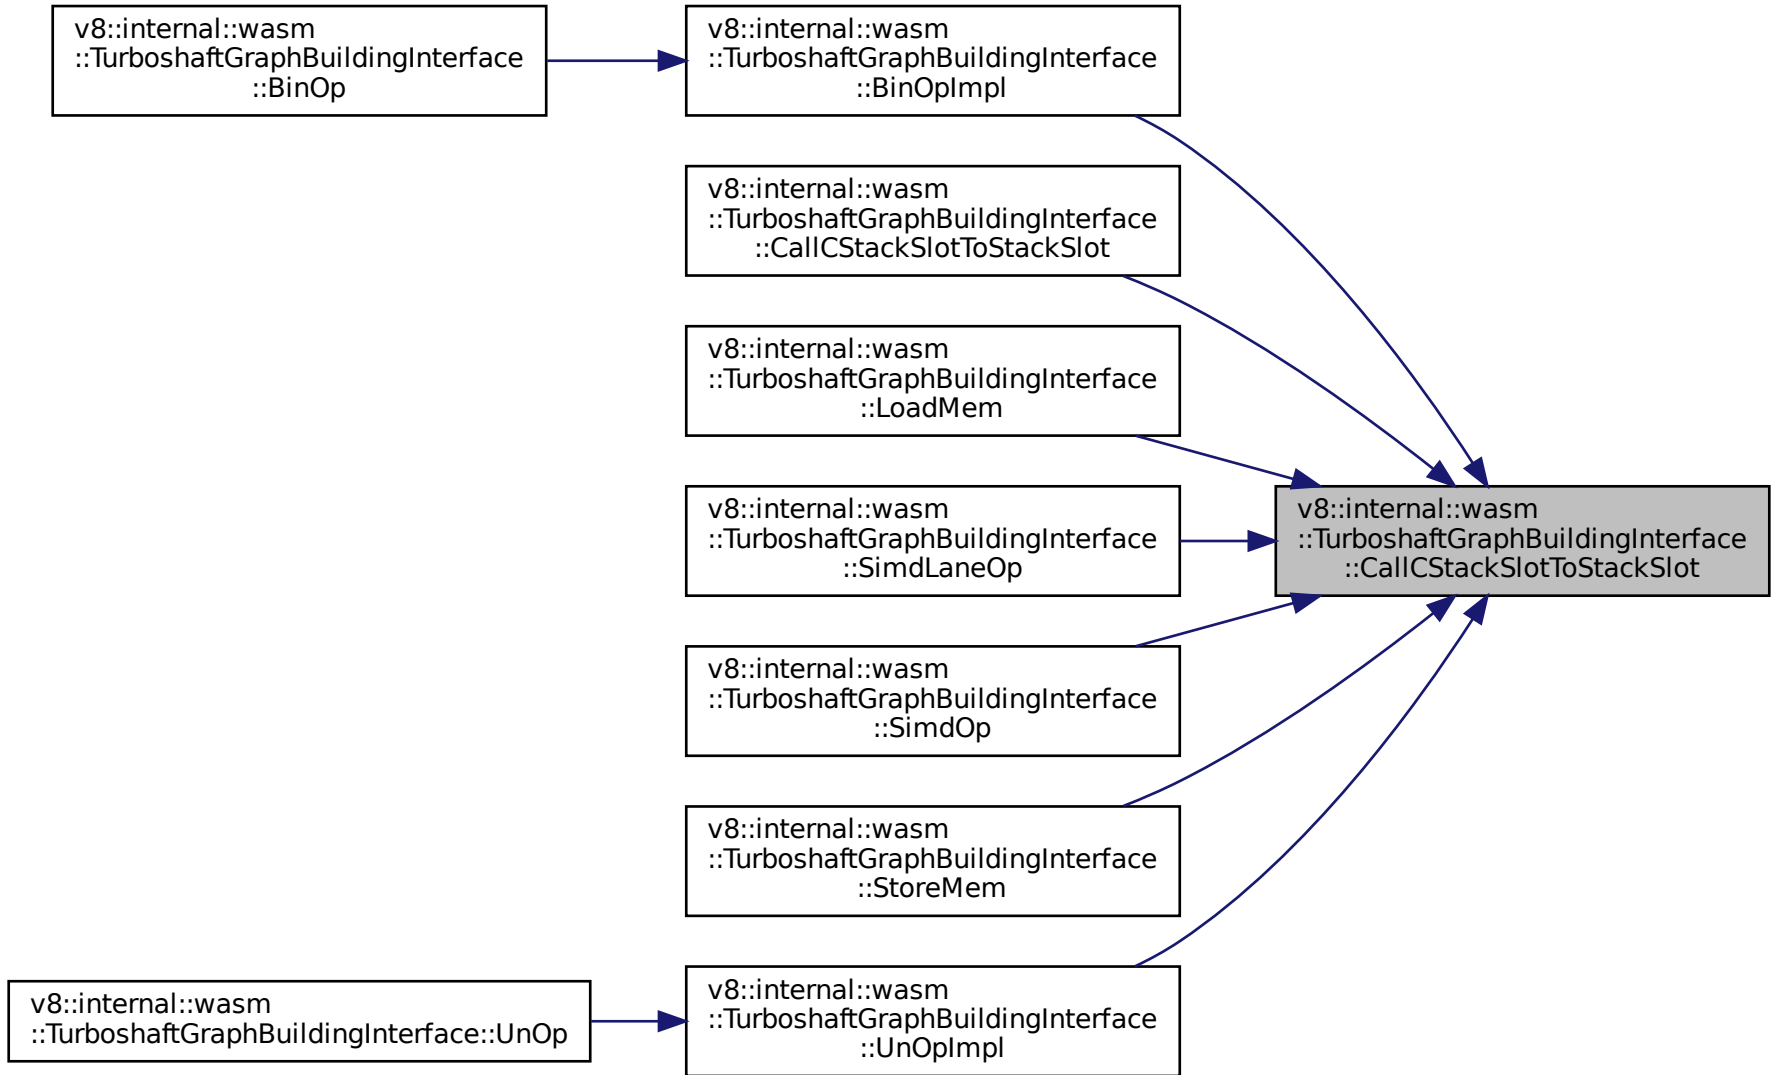 v8::internal::wasm
::TurboshaftGraphBuildingInterface
::BinOp
v8::internal::wasm
::TurboshaftGraphBuildingInterface
::BinOpImpl
v8::internal::wasm
::TurboshaftGraphBuildingInterface
::CallCStackSlotToStackSlot
v8::internal::wasm
::TurboshaftGraphBuildingInterface
::LoadMem
v8::internal::wasm
::TurboshaftGraphBuildingInterface
::SimdLaneOp
v8::internal::wasm
::TurboshaftGraphBuildingInterface
::CallCStackSlotToStackSlot
v8::internal::wasm
::TurboshaftGraphBuildingInterface
::SimdOp
v8::internal::wasm
::TurboshaftGraphBuildingInterface
::StoreMem
v8::internal::wasm
::TurboshaftGraphBuildingInterface::UnOp
v8::internal::wasm
::TurboshaftGraphBuildingInterface
::UnOpImpl